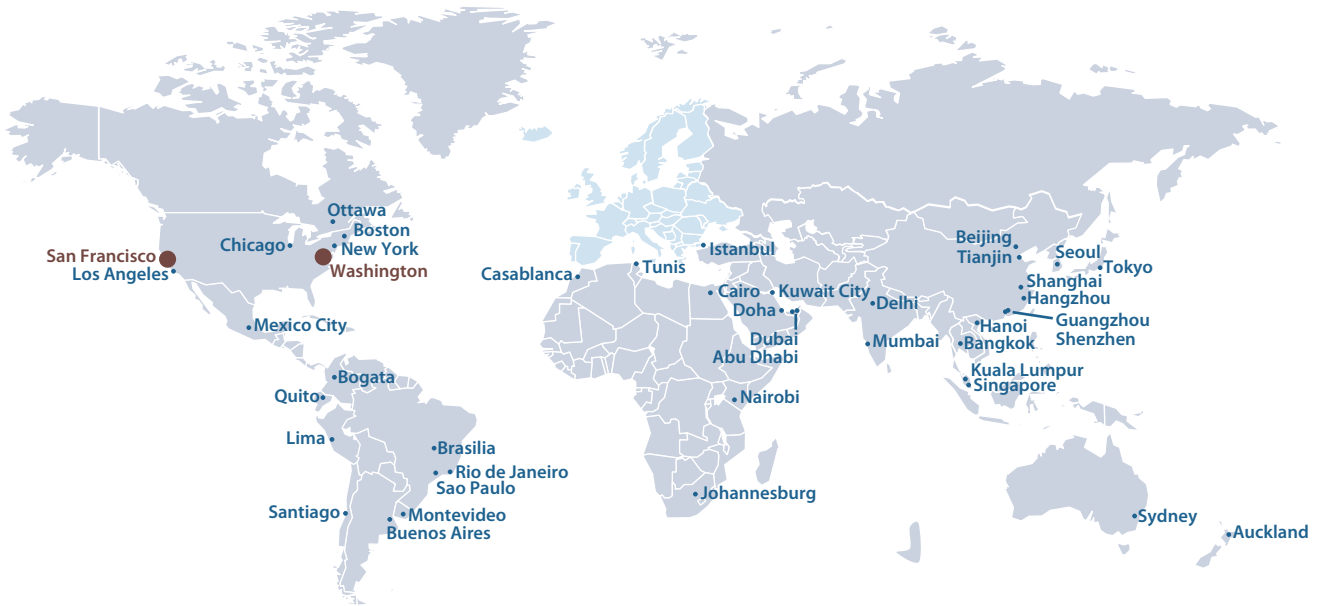 Ottawa
Boston
Chicago
New York
San Francisco
Los Angeles
Washington
Mexico City
Bogata
Quito
Lima
Brasilia
Rio de Janeiro
Sao Paulo
Santiago
Montevideo
Buenos Aires
Casablanca
Tunis
Istanbul
Cairo
Kuwait City
Doha
Dubai
Abu Dhabi
Nairobi
Johannesburg
Delhi
Mumbai
Beijing
Tianjin
Seoul
Tokyo
Shanghai
Hangzhou
Guangzhou
Shenzhen
Hanoi
Bangkok
Kuala Lumpur
Singapore
Sydney
Auckland